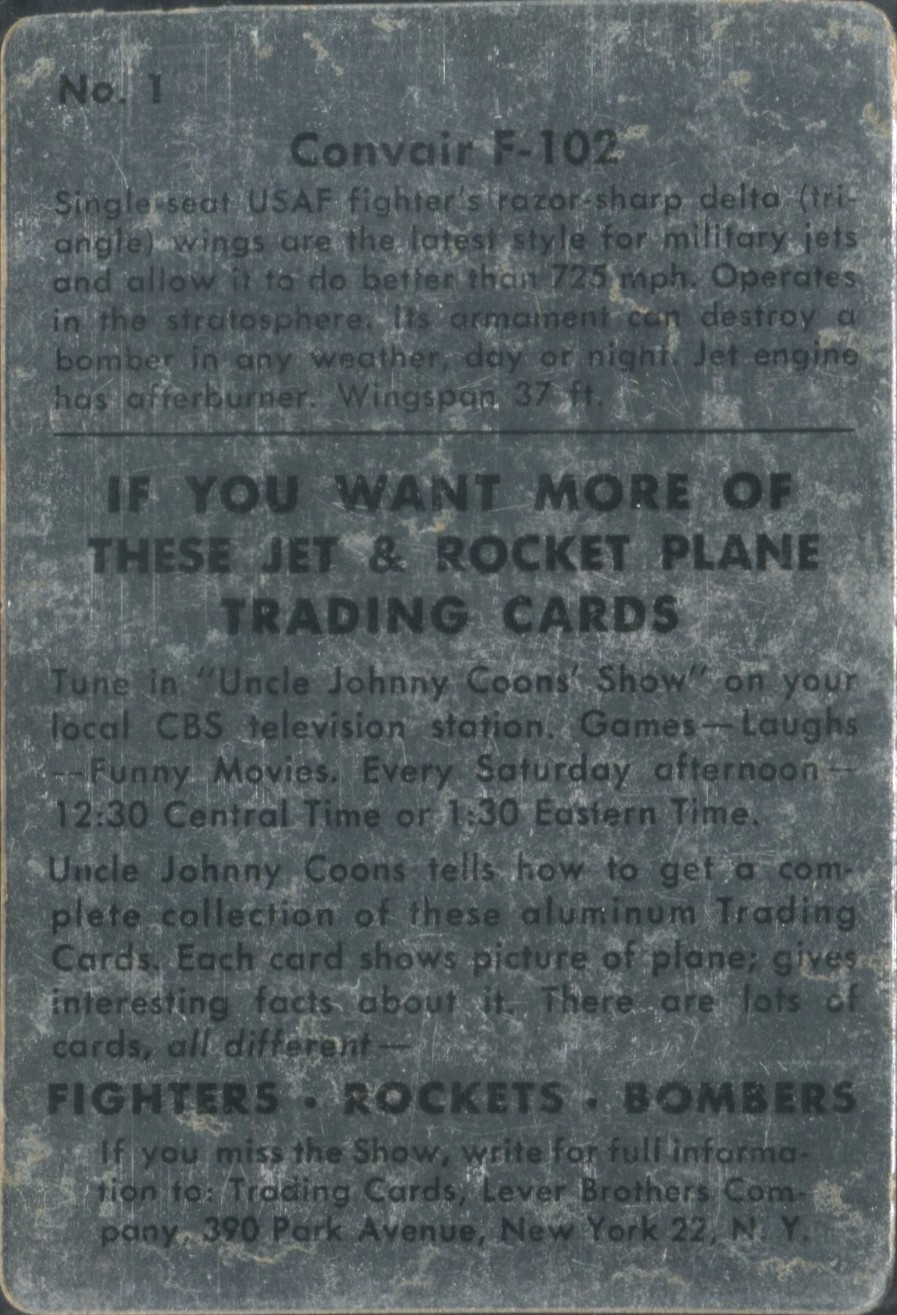 No. 1
Convair F-102
Single-seat USAF fighter's razor-sharp delta (tri-
angle) wings are the latest style for military jets
and allow it to do better than 725 mph. Operates
in the stratosphere. Its armament can destroy a
bomber in any weather, day or night. Jet engine
has afterburner. Wingspan 37 ft.
IF YOU WANT MORE OF
THESE JET & ROCKET PLANE
TRADING CARDS
Tune in "Uncle Johnny Coons' Show" on your
local CBS television station. Games—Laughs
—Funny Movies. Every Saturday afternoon—
12:30 Central Time or 1:30 Eastern Time.
Uncle Johnny Coons tells how to get a com-
plete collection of these aluminum Trading
Cards. Each card shows picture of plane; gives
interesting facts about it. There are lots of
cards, all different—
FIGHTERS • ROCKETS • BOMBERS
If you miss the Show, write for full informa-
tion to: Trading Cards, Lever Brothers Com-
pany, 390 Park Avenue, New York 22, N. Y.